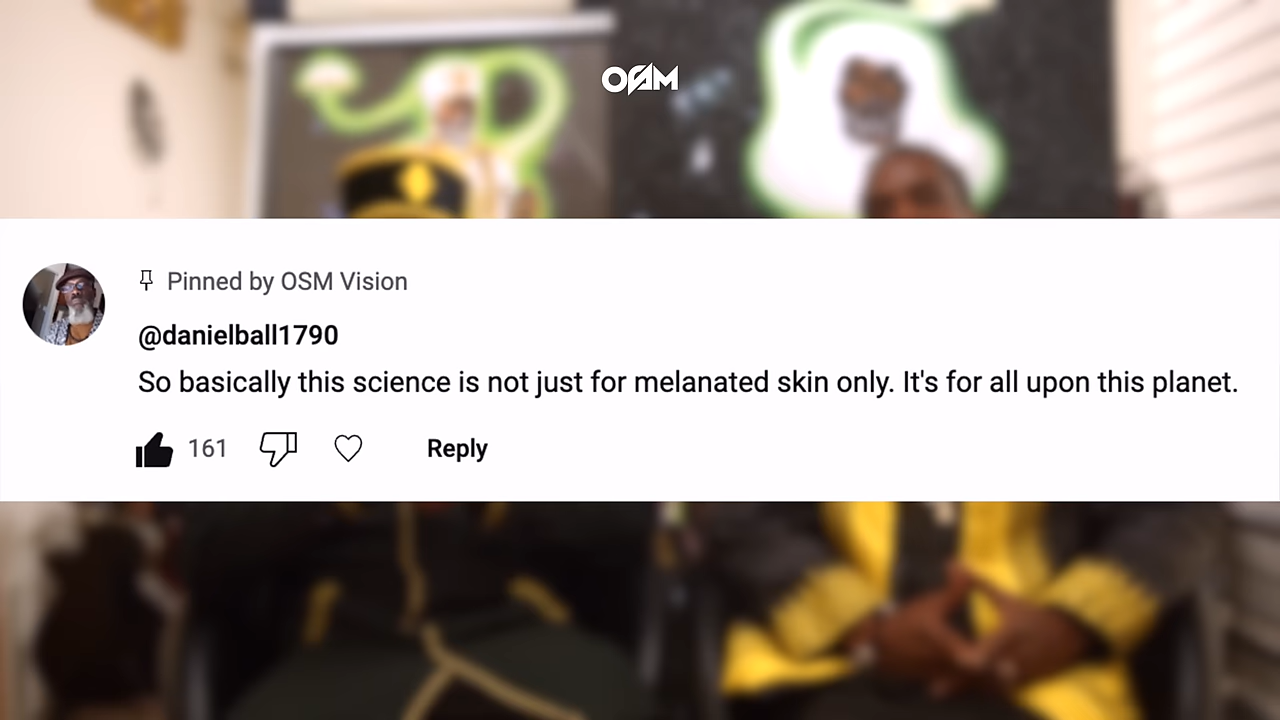 OSM
Pinned by OSM Vision
@danielball1790
So basically this science is not just for melanated skin only. It's for all upon this planet.
161
Reply